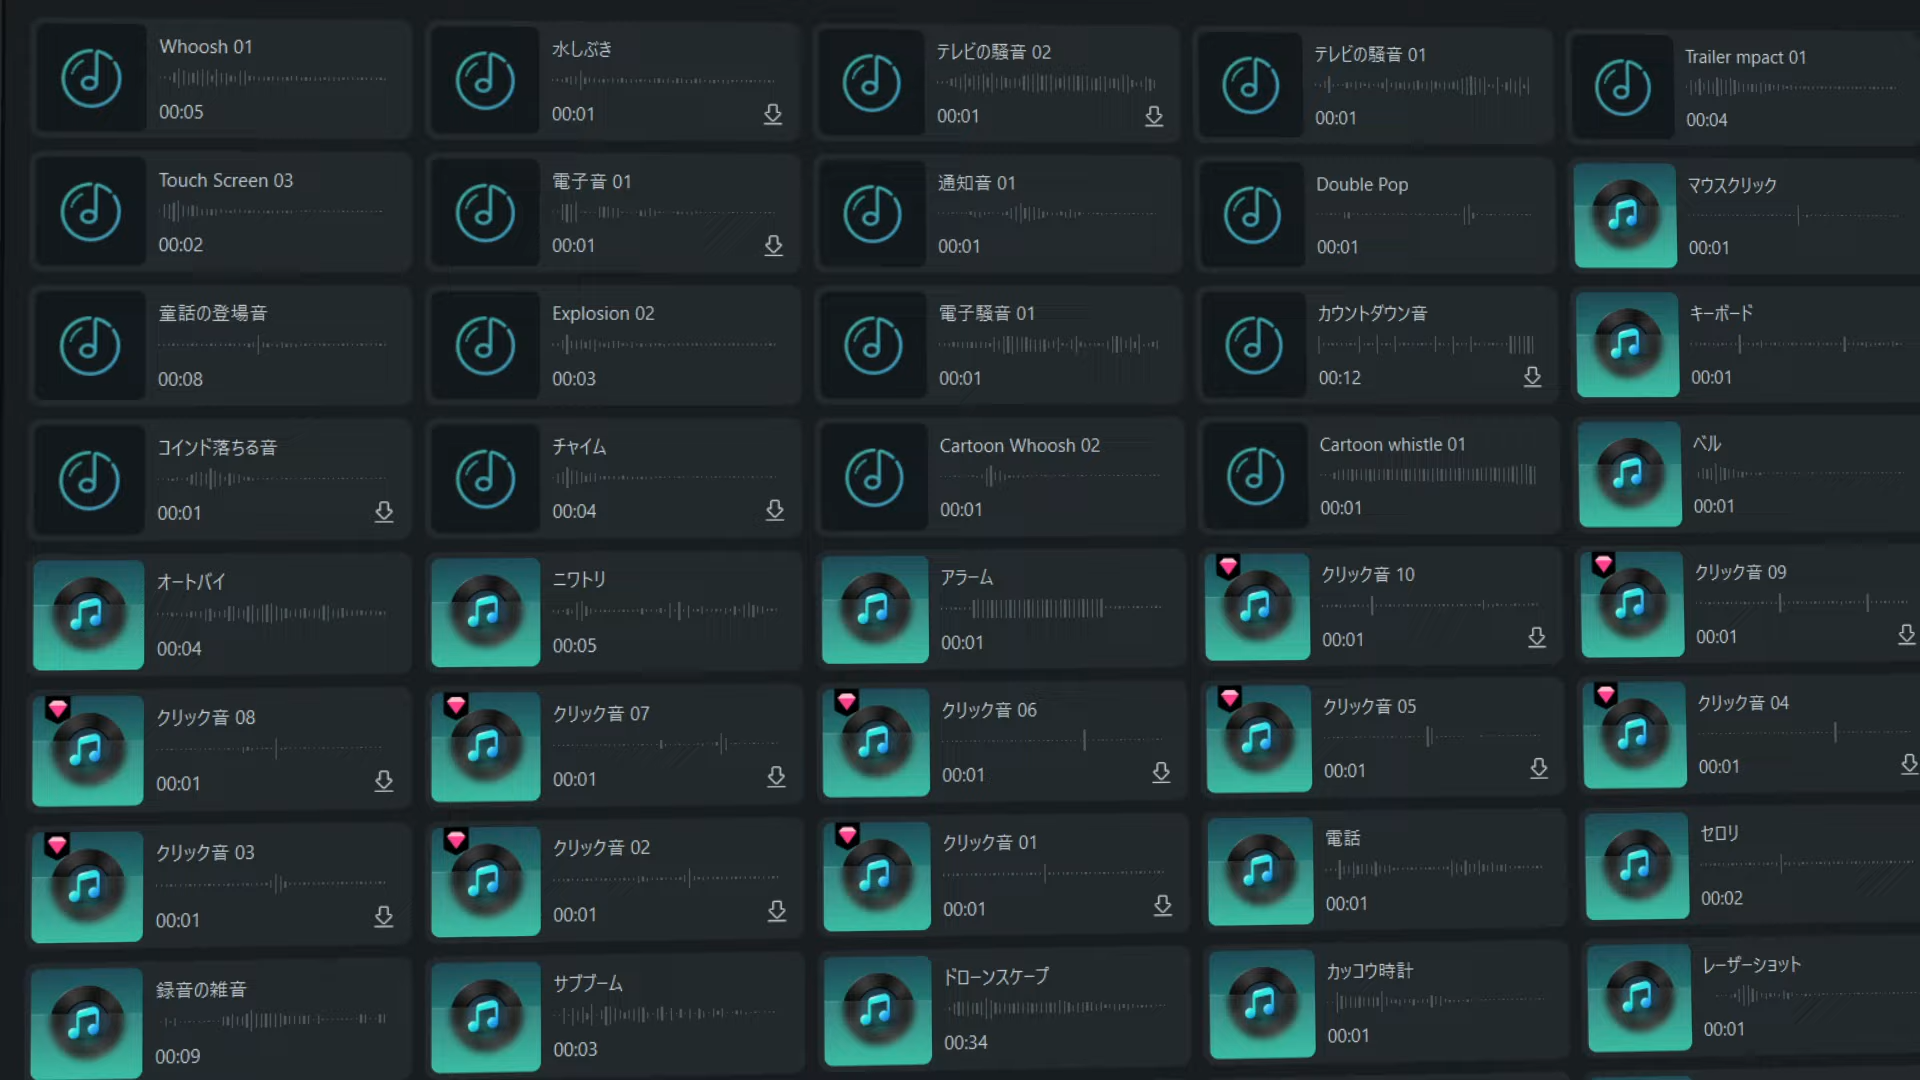 Whoosh 01
00:05
水しぶき
00:01
テレビの騒音 02
00:01
テレビの騒音 01
00:01
Trailer mpact 01
00:04
Touch Screen 03
00:02
電子音 01
00:01
通知音 01
00:01
Double Pop
00:01
マウスクリック
00:01
童話の登場音
00:08
Explosion 02
00:03
電子騒音 01
00:01
カウントダウン音
00:12
キーボード
00:01
コインド落ちる音
00:01
チャイム
00:04
Cartoon Whoosh 02
00:01
Cartoon whistle 01
00:01
ベル
00:01
オートバイ
00:04
ニワトリ
00:05
アラーム
00:01
クリック音 10
00:01
クリック音 09
00:01
クリック音 08
00:01
クリック音 07
00:01
クリック音 06
00:01
クリック音 05
00:01
クリック音 04
00:01
クリック音 03
00:01
クリック音 02
00:01
クリック音 01
00:01
電話
00:01
セロリ
00:02
録音の雑音
00:09
サブブーム
00:03
ドローンスケープ
00:34
カッコウ時計
00:01
レーザーショット
00:01